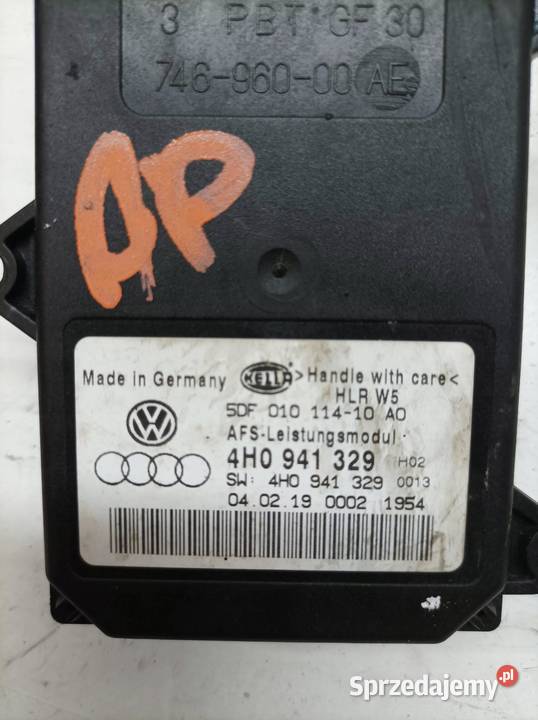 3 PBT GF 30
746-960-00 AE
AP
Made in Germany HELLA >Handle with care<
HLR W5
5DF 010 114-10 AO
AFS-Leistungsmodul
4H0 941 329 H02
SW: 4H0 941 329 0013
04.02.19 0002 1954
Sprzedajemy.pl